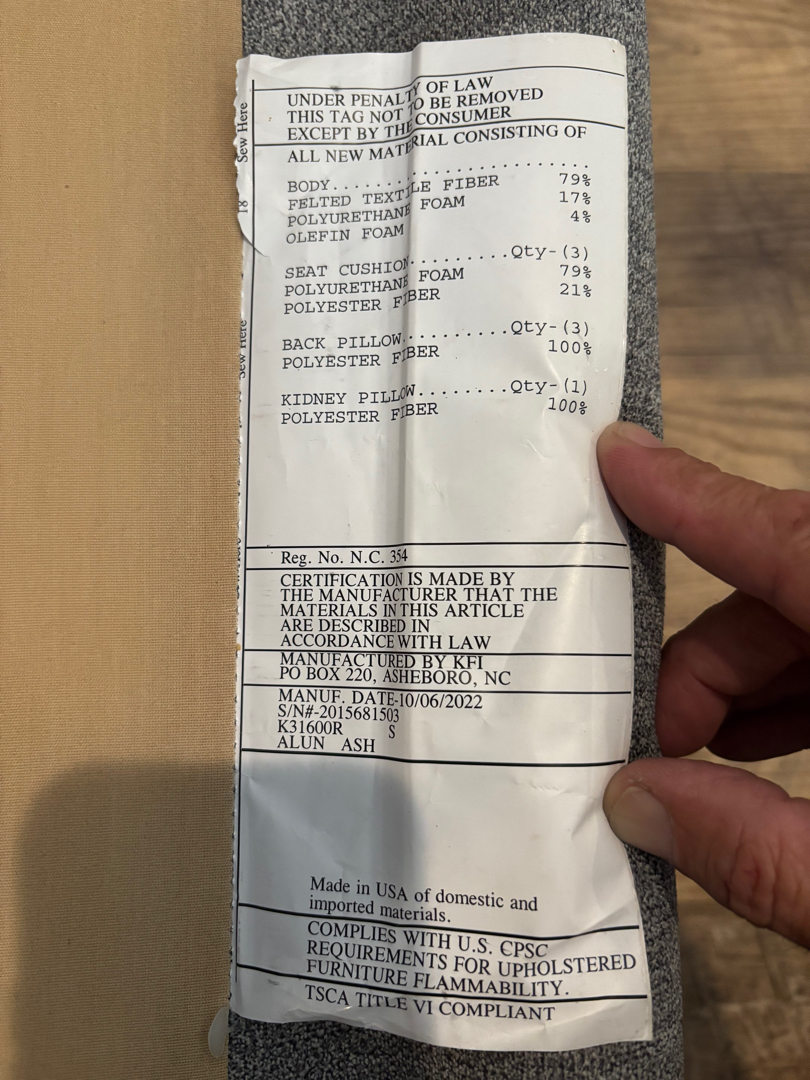 UNDER PENALTY OF LAW
THIS TAG NOT TO BE REMOVED
EXCEPT BY THE CONSUMER
ALL NEW MATERIAL CONSISTING OF
BODY..........................
FELTED TEXTILE FIBER 79%
POLYURETHANE FOAM 17%
OLEFIN FOAM 4%
SEAT CUSHION.........Qty-(3)
POLYURETHANE FOAM 79%
POLYESTER FIBER 21%
BACK PILLOW..........Qty-(3)
POLYESTER FIBER 100%
KIDNEY PILLOW........Qty-(1)
POLYESTER FIBER 100%
Reg. No. N.C. 354
CERTIFICATION IS MADE BY
THE MANUFACTURER THAT THE
MATERIALS IN THIS ARTICLE
ARE DESCRIBED IN
ACCORDANCE WITH LAW
MANUFACTURED BY KFI
PO BOX 220, ASHEBORO, NC
MANUF. DATE-10/06/2022
S/N#-2015681503
K31600R S
ALUN ASH
Made in USA of domestic and
imported materials.
COMPLIES WITH U.S. CPSC
REQUIREMENTS FOR UPHOLSTERED
FURNITURE FLAMMABILITY.
TSCA TITLE VI COMPLIANT
Sew Here
18
Sew Here